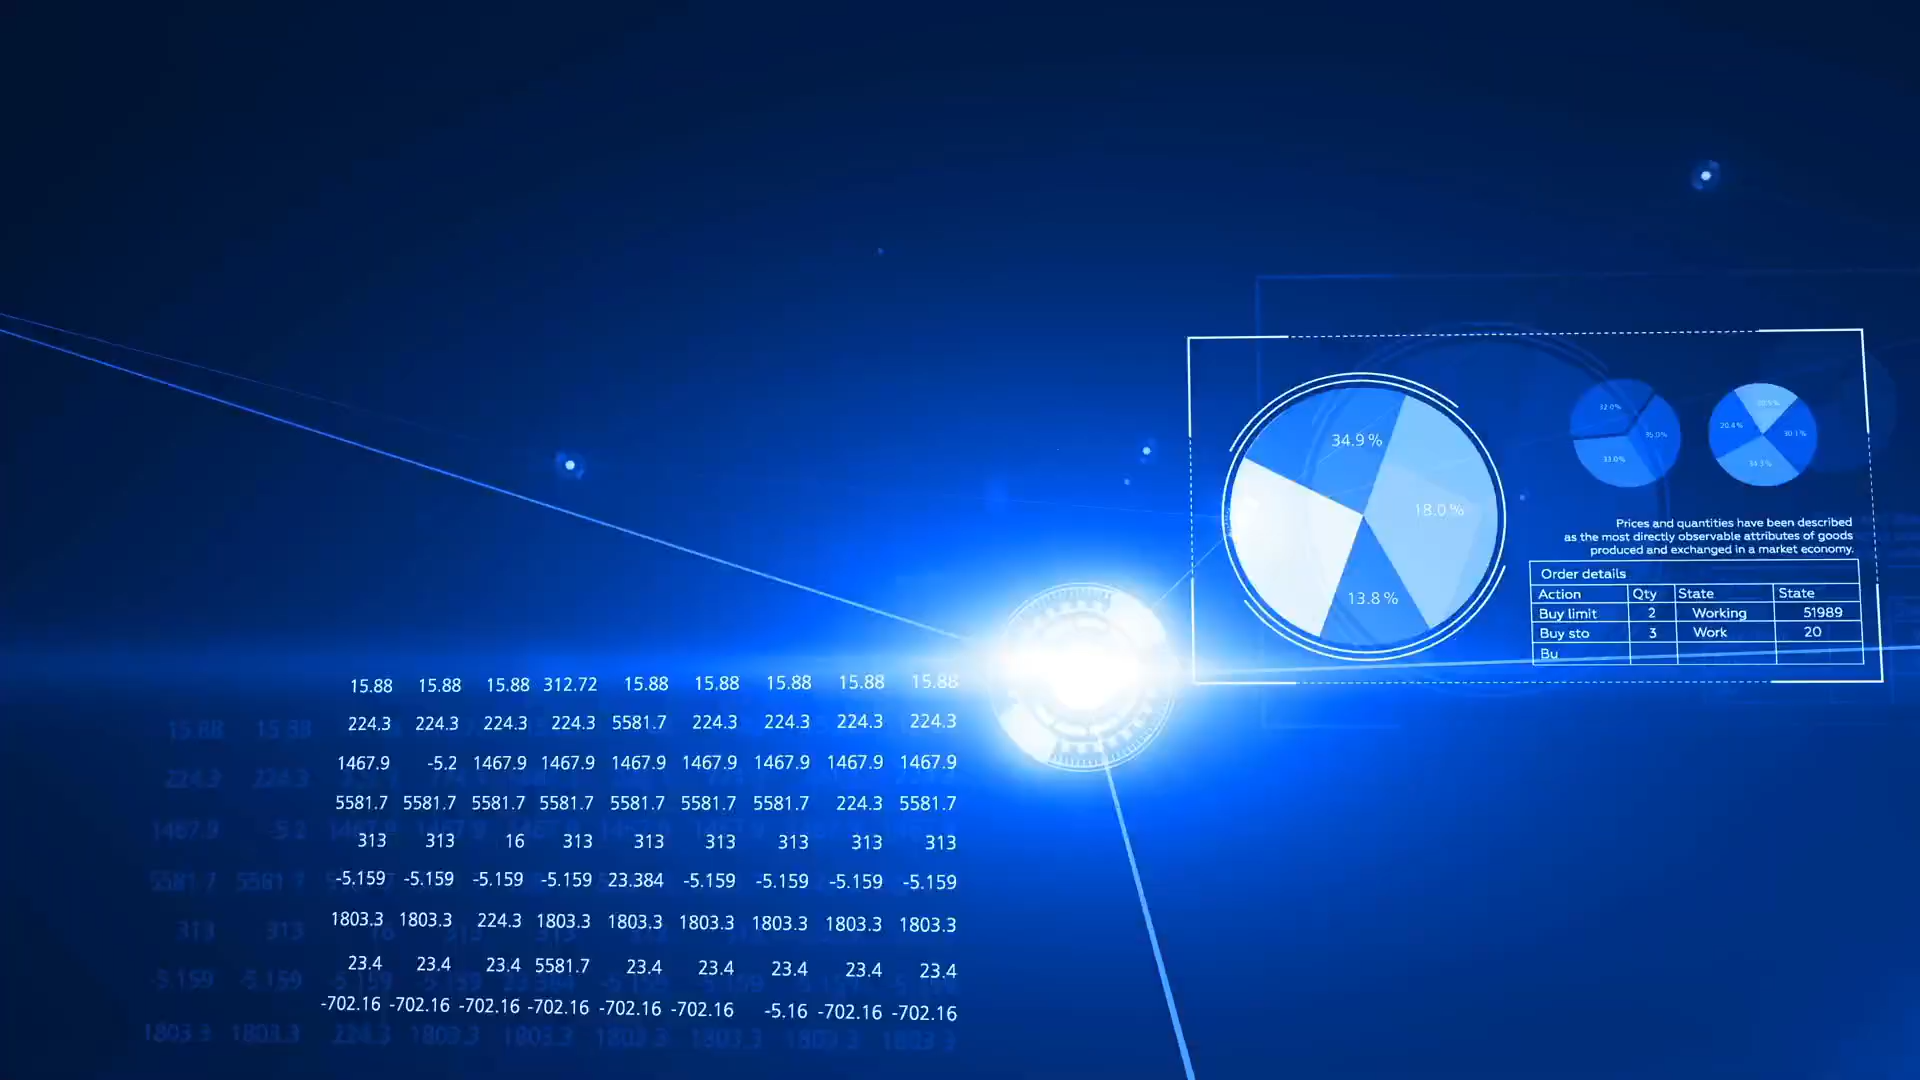 34.9 %
18.0 %
13.8 %
32.0%
35.0%
33.0%
20.4%
30.1%
Prices and quantities have been described
as the most directly observable attributes of goods
produced and exchanged in a market economy.
Order details
Action Qty State State
Buy limit 2 Working 51989
Buy sto 3 Work 20
Bu
15.88 15.88 15.88 312.72 15.88 15.88 15.88 15.88 15.88
224.3 224.3 224.3 224.3 5581.7 224.3 224.3 224.3 224.3
1467.9 -5.2 1467.9 1467.9 1467.9 1467.9 1467.9 1467.9 1467.9
5581.7 5581.7 5581.7 5581.7 5581.7 5581.7 5581.7 224.3 5581.7
313 313 16 313 313 313 313 313 313
-5.159 -5.159 -5.159 -5.159 23.384 -5.159 -5.159 -5.159 -5.159
1803.3 1803.3 224.3 1803.3 1803.3 1803.3 1803.3 1803.3 1803.3
23.4 23.4 23.4 5581.7 23.4 23.4 23.4 23.4 23.4
-702.16 -702.16 -702.16 -702.16 -702.16 -702.16 -5.16 -702.16 -702.16